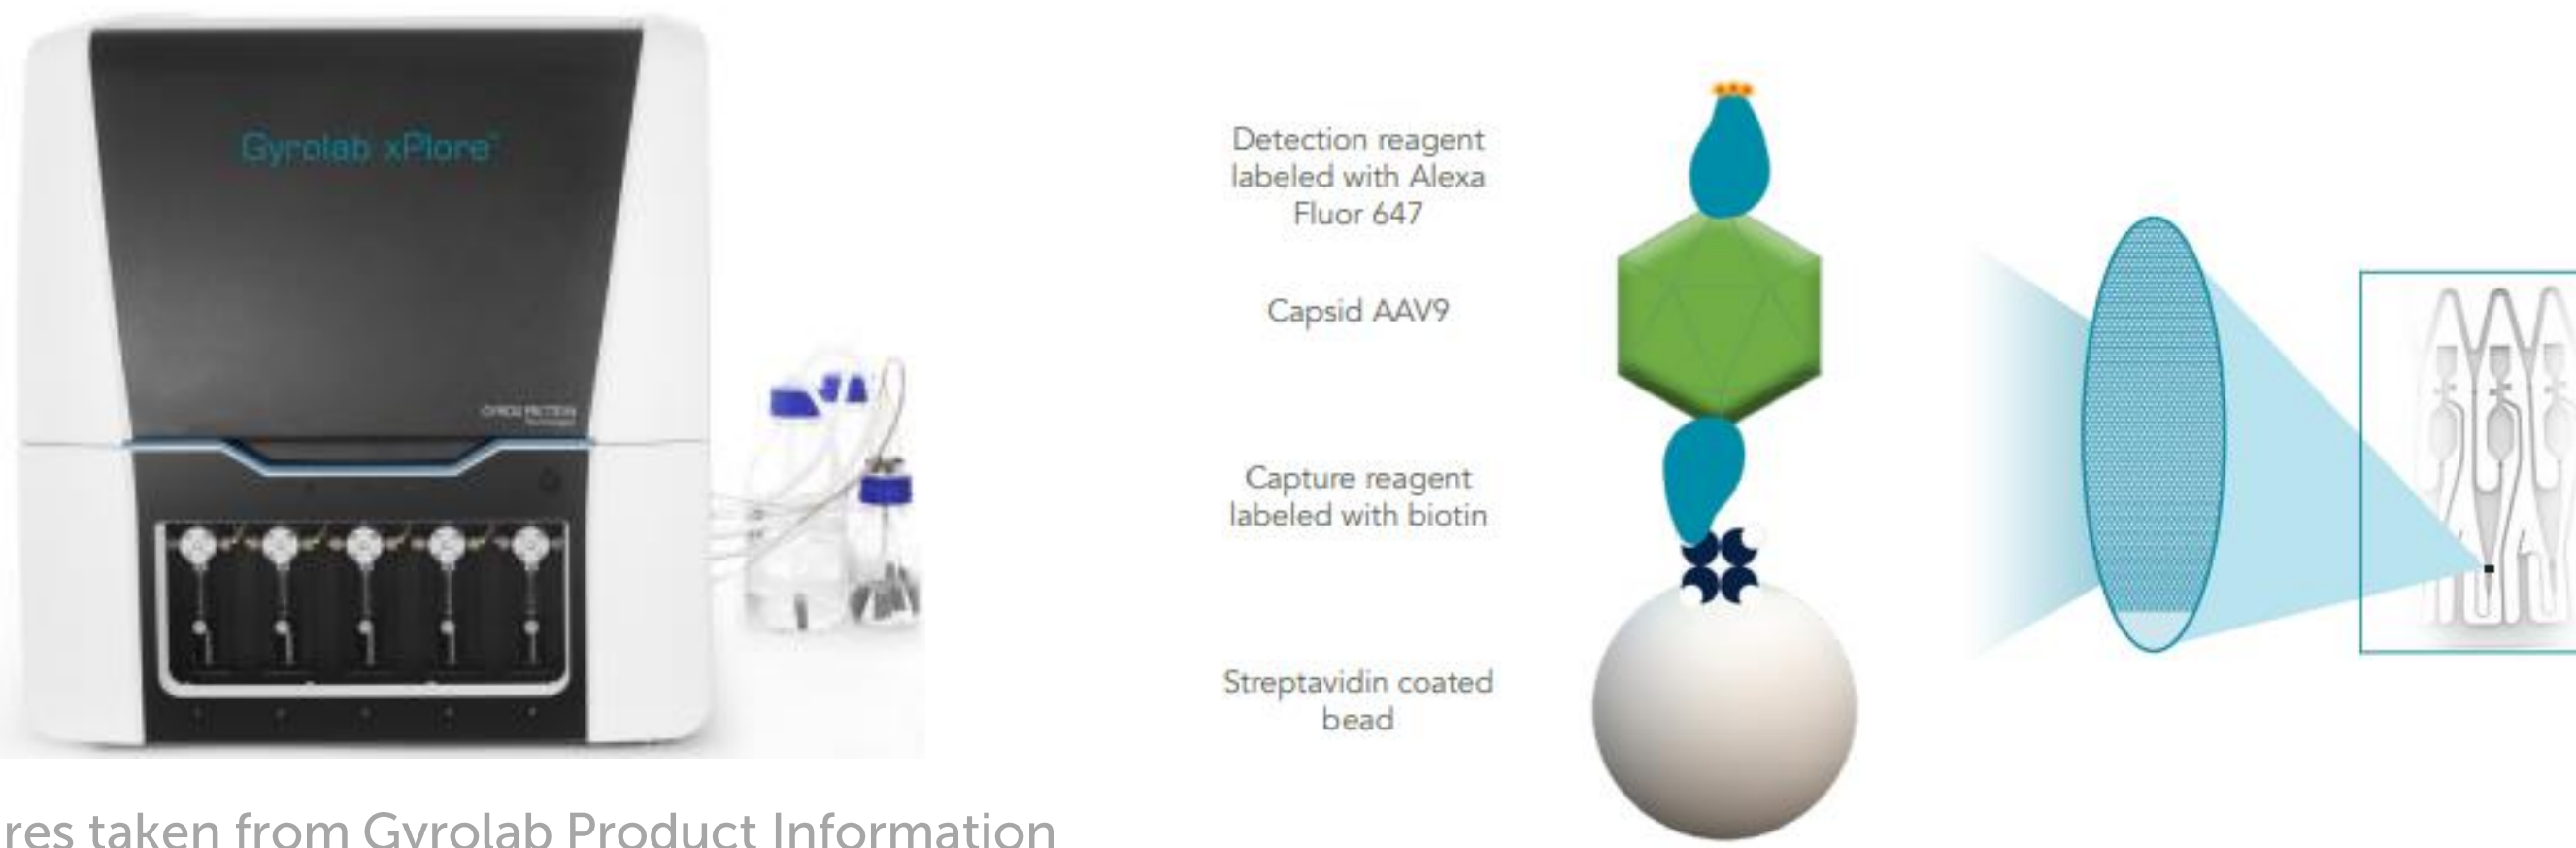 Gyrolab xPlore™
Detection reagent
labeled with Alexa
Fluor 647
Capsid AAV9
Capture reagent
labeled with biotin
Streptavidin coated
bead
res taken from Gyrolab Product Information